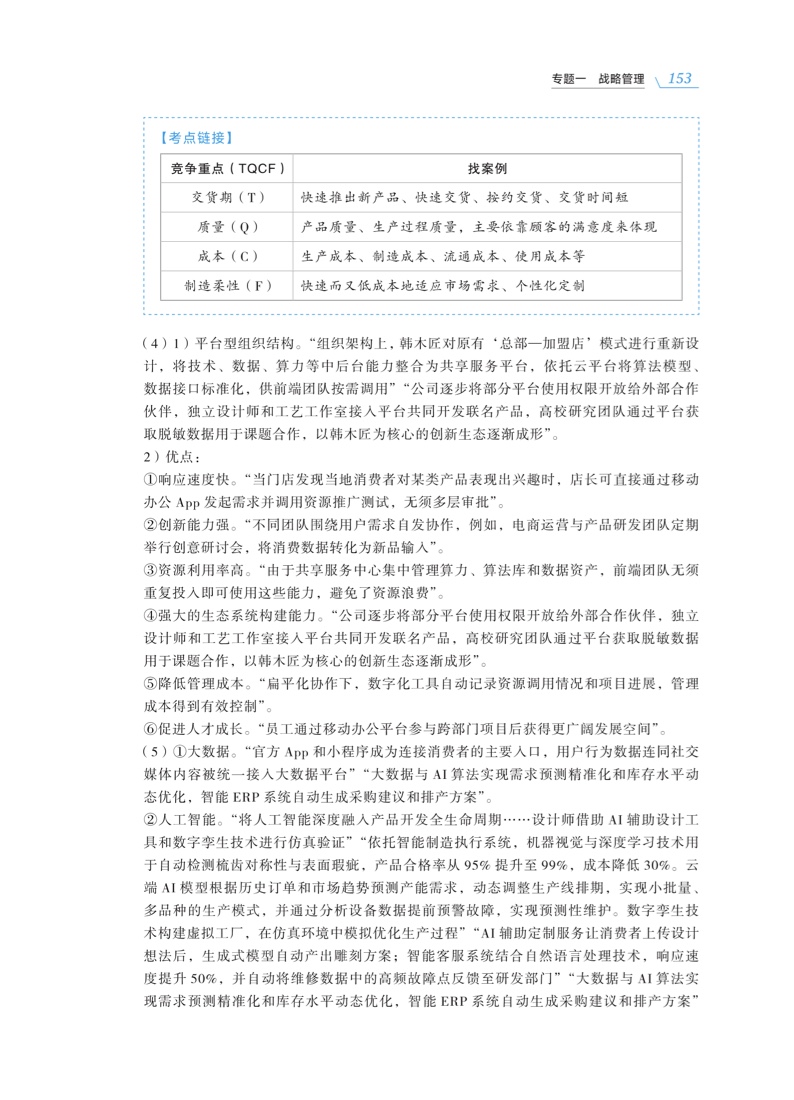 专题一 战略管理 153
【考点链接】
竞争重点（TQCF） 找案例
交货期（T） 快速推出新产品、快速交货、按约交货、交货时间短
质量（Q） 产品质量、生产过程质量，主要依靠顾客的满意度来体现
成本（C） 生产成本、制造成本、流通成本、使用成本等
制造柔性（F） 快速而又低成本地适应市场需求、个性化定制
（4）1）平台型组织结构。“组织架构上，韩木匠对原有‘总部—加盟店’模式进行重新设
计，将技术、数据、算力等中后台能力整合为共享服务平台，依托云平台将算法模型、
数据接口标准化，供前端团队按需调用”“公司逐步将部分平台使用权限开放给外部合作
伙伴，独立设计师和工艺工作室接入平台共同开发联名产品，高校研究团队通过平台获
取脱敏数据用于课题合作，以韩木匠为核心的创新生态逐渐成形”。
2）优点：
①响应速度快。“当门店发现当地消费者对某类产品表现出兴趣时，店长可直接通过移动
办公 App 发起需求并调用资源推广测试，无须多层审批”。
②创新能力强。“不同团队围绕用户需求自发协作，例如，电商运营与产品研发团队定期
举行创意研讨会，将消费数据转化为新品输入”。
③资源利用率高。“由于共享服务中心集中管理算力、算法库和数据资产，前端团队无须
重复投入即可使用这些能力，避免了资源浪费”。
④强大的生态系统构建能力。“公司逐步将部分平台使用权限开放给外部合作伙伴，独立
设计师和工艺工作室接入平台共同开发联名产品，高校研究团队通过平台获取脱敏数据
用于课题合作，以韩木匠为核心的创新生态逐渐成形”。
⑤降低管理成本。“扁平化协作下，数字化工具自动记录资源调用情况和项目进展，管理
成本得到有效控制”。
⑥促进人才成长。“员工通过移动办公平台参与跨部门项目后获得更广阔发展空间”。
（5）①大数据。“官方 App 和小程序成为连接消费者的主要入口，用户行为数据连同社交
媒体内容被统一接入大数据平台”“大数据与 AI 算法实现需求预测精准化和库存水平动
态优化，智能 ERP 系统自动生成采购建议和排产方案”。
②人工智能。“将人工智能深度融入产品开发全生命周期……设计师借助 AI 辅助设计工
具和数字孪生技术进行仿真验证”“依托智能制造执行系统，机器视觉与深度学习技术用
于自动检测梳齿对称性与表面瑕疵，产品合格率从 95% 提升至 99%，成本降低 30%。云
端 AI 模型根据历史订单和市场趋势预测产能需求，动态调整生产线排期，实现小批量、
多品种的生产模式，并通过分析设备数据提前预警故障，实现预测性维护。数字孪生技
术构建虚拟工厂，在仿真环境中模拟优化生产过程”“AI 辅助定制服务让消费者上传设计
想法后，生成式模型自动产出雕刻方案；智能客服系统结合自然语言处理技术，响应速
度提升 50%，并自动将维修数据中的高频故障点反馈至研发部门”“大数据与 AI 算法实
现需求预测精准化和库存水平动态优化，智能 ERP 系统自动生成采购建议和排产方案”